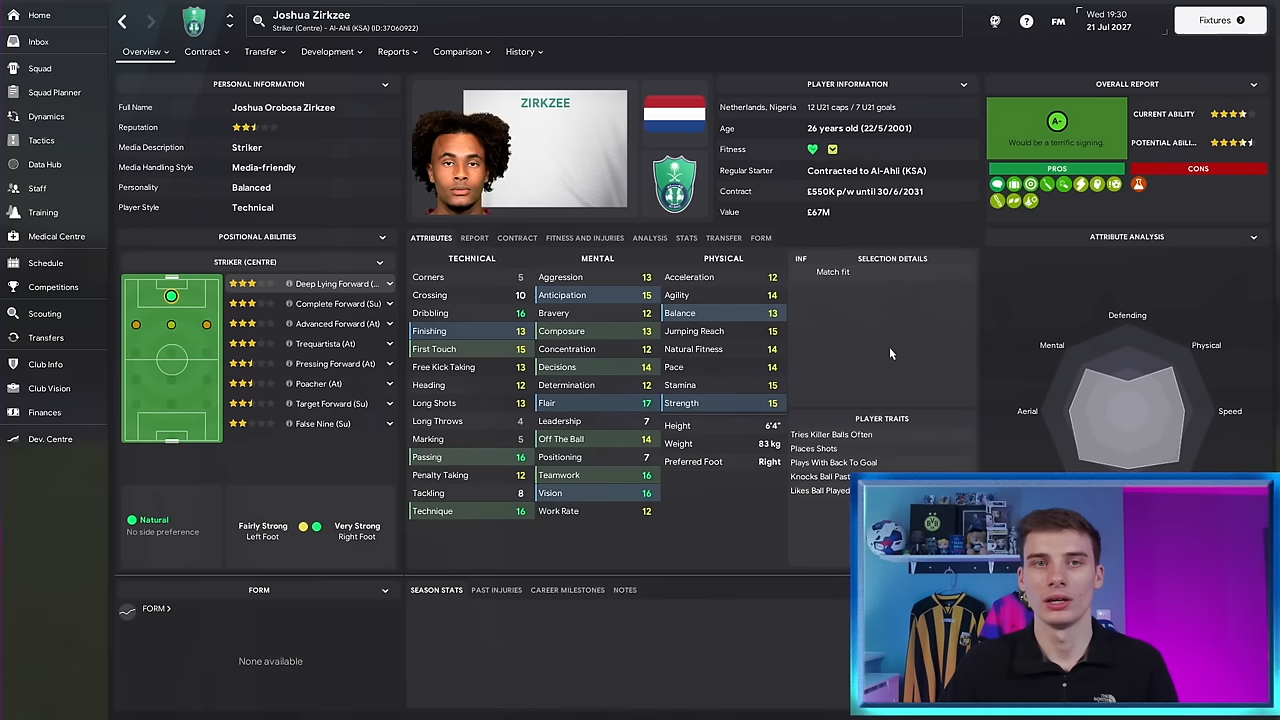 Home
Inbox
Squad
Squad Planner
Dynamics
Tactics
Data Hub
Staff
Training
Medical Centre
Schedule
Competitions
Scouting
Transfers
Club Info
Club Vision
Finances
Dev. Centre
Joshua Zirkzee
Striker (Centre) - Al-Ahli (KSA) (ID:37060922)
FM
Wed 19:30
21 Jul 2027
Fixtures
Overview
Contract
Transfer
Development
Reports
Comparison
History
PERSONAL INFORMATION
Full Name Joshua Orobosa Zirkzee
Reputation
Media Description Striker
Media Handling Style Media-friendly
Personality Balanced
Player Style Technical
ZIRKZEE
PLAYER INFORMATION
Netherlands, Nigeria 12 U21 caps / 7 U21 goals
Age 26 years old (22/5/2001)
Fitness
Regular Starter Contracted to Al-Ahli (KSA)
Contract £550K p/w until 30/6/2031
Value £67M
OVERALL REPORT
A-
Would be a terrific signing.
CURRENT ABILITY
POTENTIAL ABILI...
PROS
CONS
POSITIONAL ABILITIES
STRIKER (CENTRE)
Deep Lying Forward (...
Complete Forward (Su)
Advanced Forward (At)
Trequartista (At)
Pressing Forward (At)
Poacher (At)
Target Forward (Su)
False Nine (Su)
Natural
No side preference
Fairly Strong
Left Foot
Very Strong
Right Foot
ATTRIBUTES
REPORT
CONTRACT
FITNESS AND INJURIES
ANALYSIS
STATS
TRANSFER
FORM
TECHNICAL
Corners 5
Crossing 10
Dribbling 16
Finishing 13
First Touch 15
Free Kick Taking 13
Heading 12
Long Shots 13
Long Throws 4
Marking 5
Passing 16
Penalty Taking 12
Tackling 8
Technique 16
MENTAL
Aggression 13
Anticipation 15
Bravery 12
Composure 13
Concentration 12
Decisions 14
Determination 12
Flair 17
Leadership 7
Off The Ball 14
Positioning 7
Teamwork 16
Vision 16
Work Rate 12
PHYSICAL
Acceleration 12
Agility 14
Balance 13
Jumping Reach 15
Natural Fitness 14
Pace 14
Stamina 15
Strength 15
Height 6'4"
Weight 83 kg
Preferred Foot Right
INF
SELECTION DETAILS
Match fit
PLAYER TRAITS
Tries Killer Balls Often
Places Shots
Plays With Back To Goal
Knocks Ball Past
Likes Ball Played
ATTRIBUTE ANALYSIS
Defending
Mental
Physical
Aerial
Speed
FORM
FORM
None available
SEASON STATS
PAST INJURIES
CAREER MILESTONES
NOTES
BVB
09